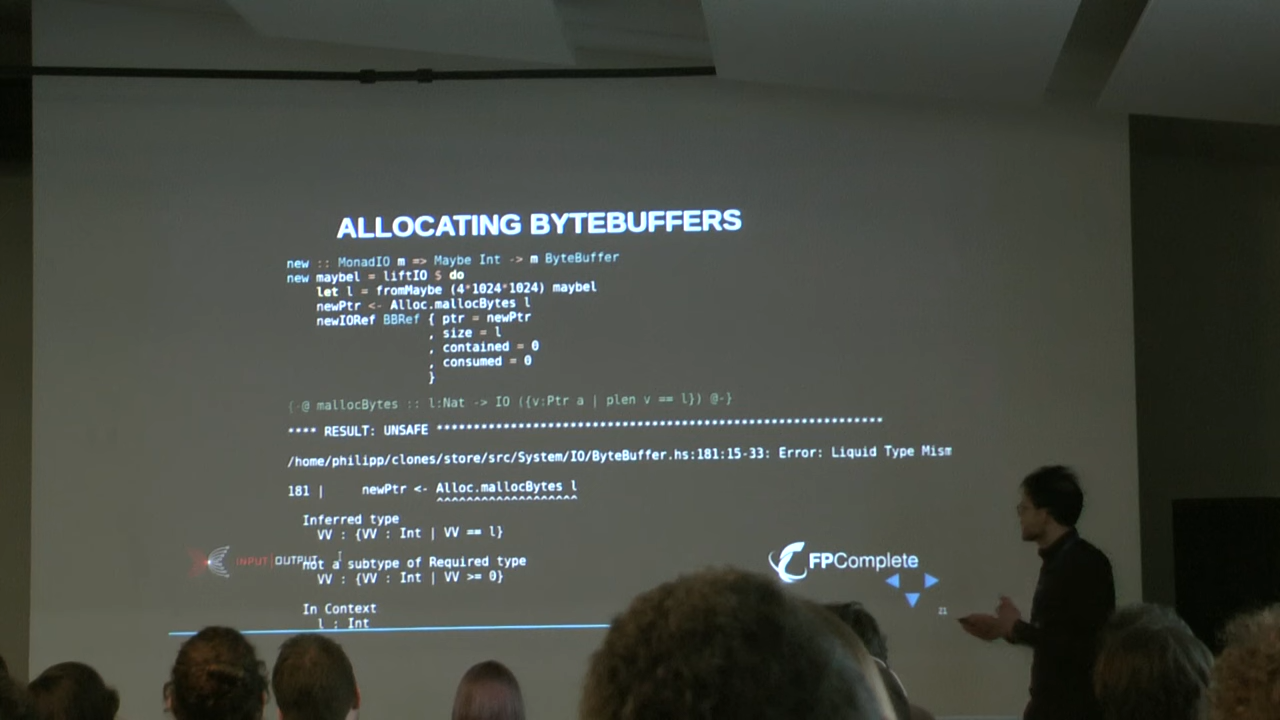 ALLOCATING BYTEBUFFERS
new :: MonadIO m => Maybe Int -> m ByteBuffer
new maybel = liftIO $ do
let l = fromMaybe (4*1024*1024) maybel
newPtr <- Alloc.mallocBytes l
newIORef BBRef { ptr = newPtr
, size = l
, contained = 0
, consumed = 0
}
{-@ mallocBytes :: l:Nat -> IO ({v:Ptr a | plen v == l}) @-}
**** RESULT: UNSAFE ************************************************************
/home/philipp/clones/store/src/System/IO/ByteBuffer.hs:181:15-33: Error: Liquid Type Mism
181 | newPtr <- Alloc.mallocBytes l
^^^^^^^^^^^^^^^^^^^
Inferred type
VV : {VV : Int | VV == l}
INPUT|OUTPUT
not a subtype of Required type
VV : {VV : Int | VV >= 0}
FPComplete
In Context
l : Int
21